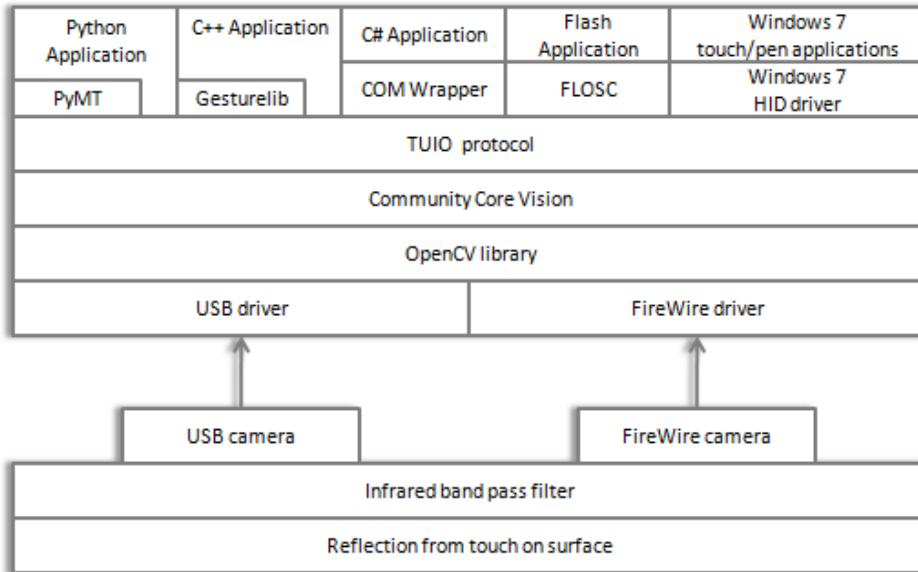 Python
Application
C++ Application
C# Application
Flash
Application
Windows 7
touch/pen applications
PyMT
Gesturelib
COM Wrapper
FLOSC
Windows 7
HID driver
TUIO protocol
Community Core Vision
OpenCV library
USB driver
FireWire driver
USB camera
FireWire camera
Infrared band pass filter
Reflection from touch on surface